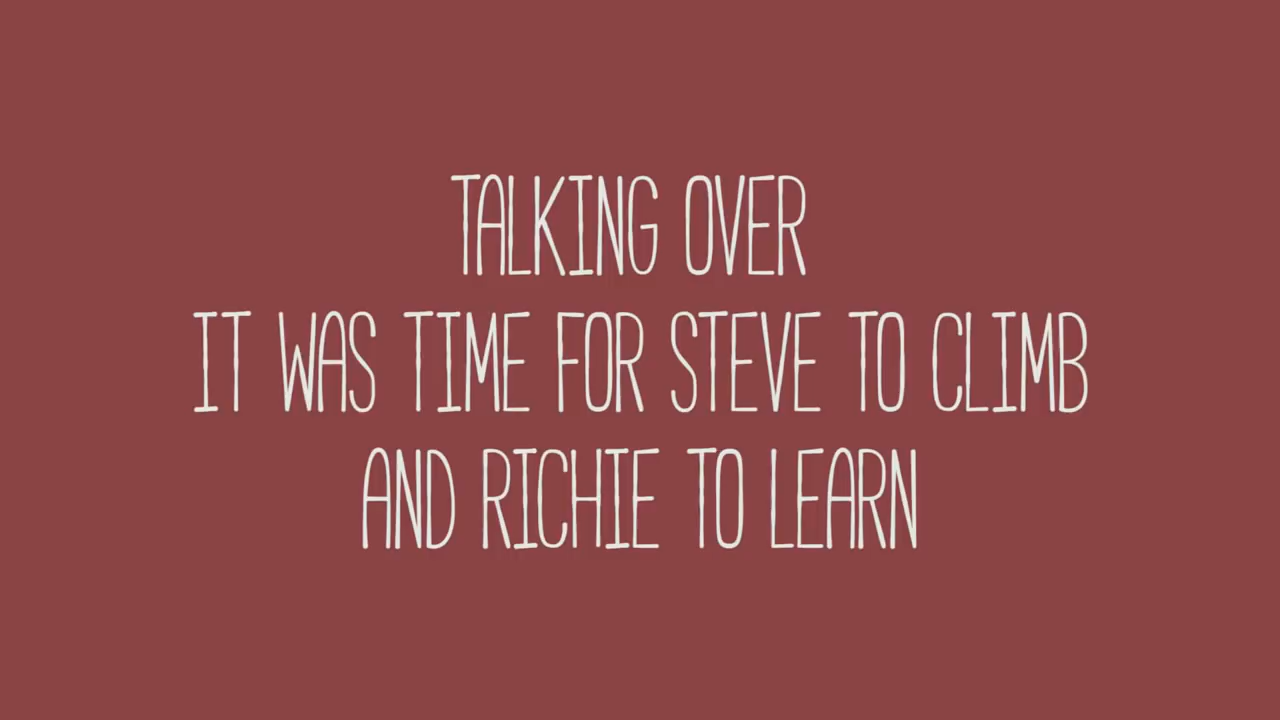 TALKING OVER
IT WAS TIME FOR STEVE TO CLIMB
AND RICHIE TO LEARN